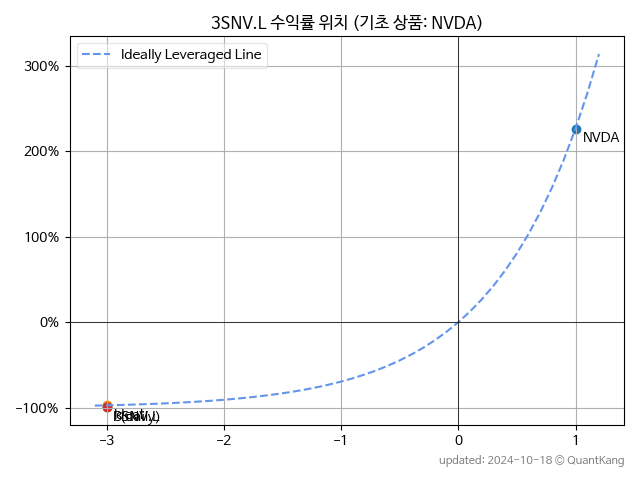 3SNV.L 수익률 위치 (기초 상품: NVDA)
Ideally Leveraged Line
300%
200%
100%
0%
−100%
NVDA
−3
−2
−1
0
1
updated: 2024-10-18 © QuantKang